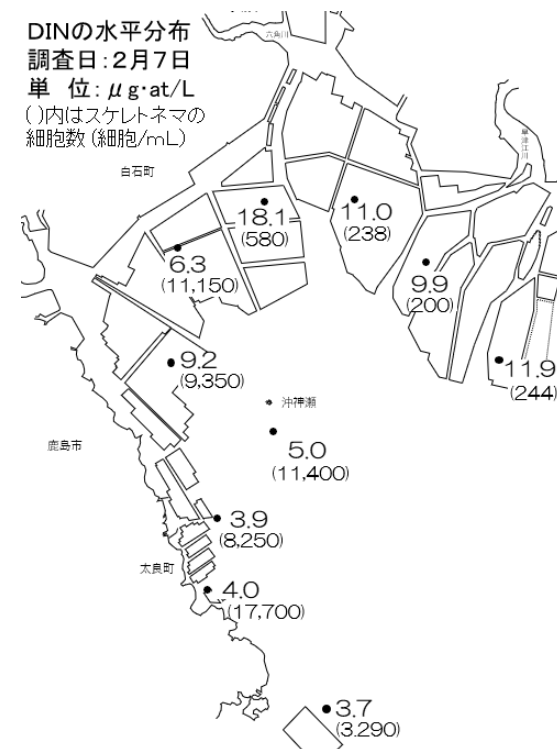 DINの水平分布
調査日:2月7日
単 位:μg・at/L
( )内はスケレトネマの
細胞数(細胞/mL)
六角川
白石町
18.1
(580)
11.0
(238)
6.3
(11,150)
9.9
(200)
9.2
(9,350)
11.9
(244)
沖神瀬
鹿島市
5.0
(11,400)
3.9
(8,250)
太良町
4.0
(17,700)
3.7
(3.290)